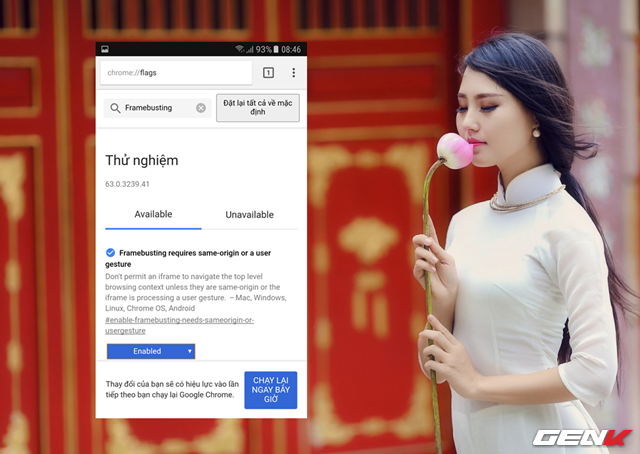 93% 08:46
chrome://flags
1
Framebusting
Đặt lại tất cả về mặc
định
Thử nghiệm
63.0.3239.41
Available
Unavailable
Framebusting requires same-origin or a user
gesture
Don't permit an iframe to navigate the top level
browsing context unless they are same-origin or the
iframe is processing a user gesture. – Mac, Windows,
Linux, Chrome OS, Android
#enable-framebusting-needs-sameorigin-or-
usergesture
Enabled
Thay đổi của bạn sẽ có hiệu lực vào lần
tiếp theo bạn chạy lại Google Chrome.
CHẠY LẠI
NGAY BÂY
GIỜ
GENK